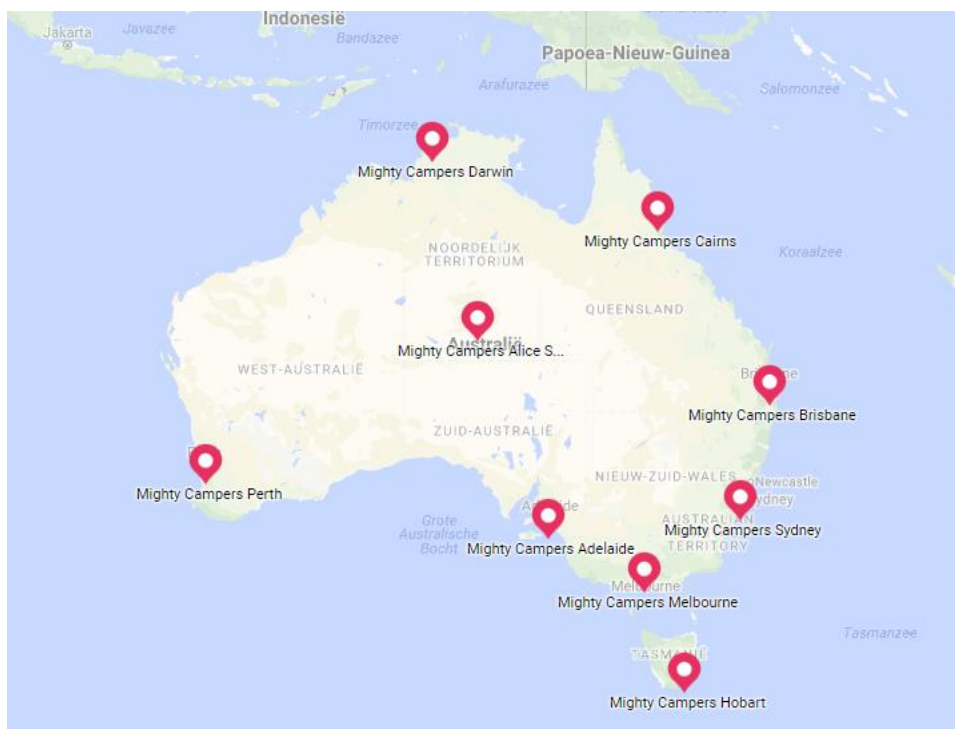 Indonesië
Jakarta
Javazee
Bandazee
Papoea-Nieuw-Guinea
Arafurazee
Salomonzee
Timorzee
Mighty Campers Darwin
Mighty Campers Cairns
NOORDELIJK
TERRITORIUM
Koraalzee
QUEENSLAND
Australië
Mighty Campers Alice S...
WEST-AUSTRALIË
Mighty Campers Brisbane
ZUID-AUSTRALIË
NIEUW-ZUID-WALES
Newcastle
Mighty Campers Perth
Sydney
Adelaide
Grote
Australische
Bocht
AUSTRALIAN
TERRITORY
Mighty Campers Sydney
Mighty Campers Adelaide
Melbourne
Mighty Campers Melbourne
Tasmanzee
TASMANIË
Mighty Campers Hobart